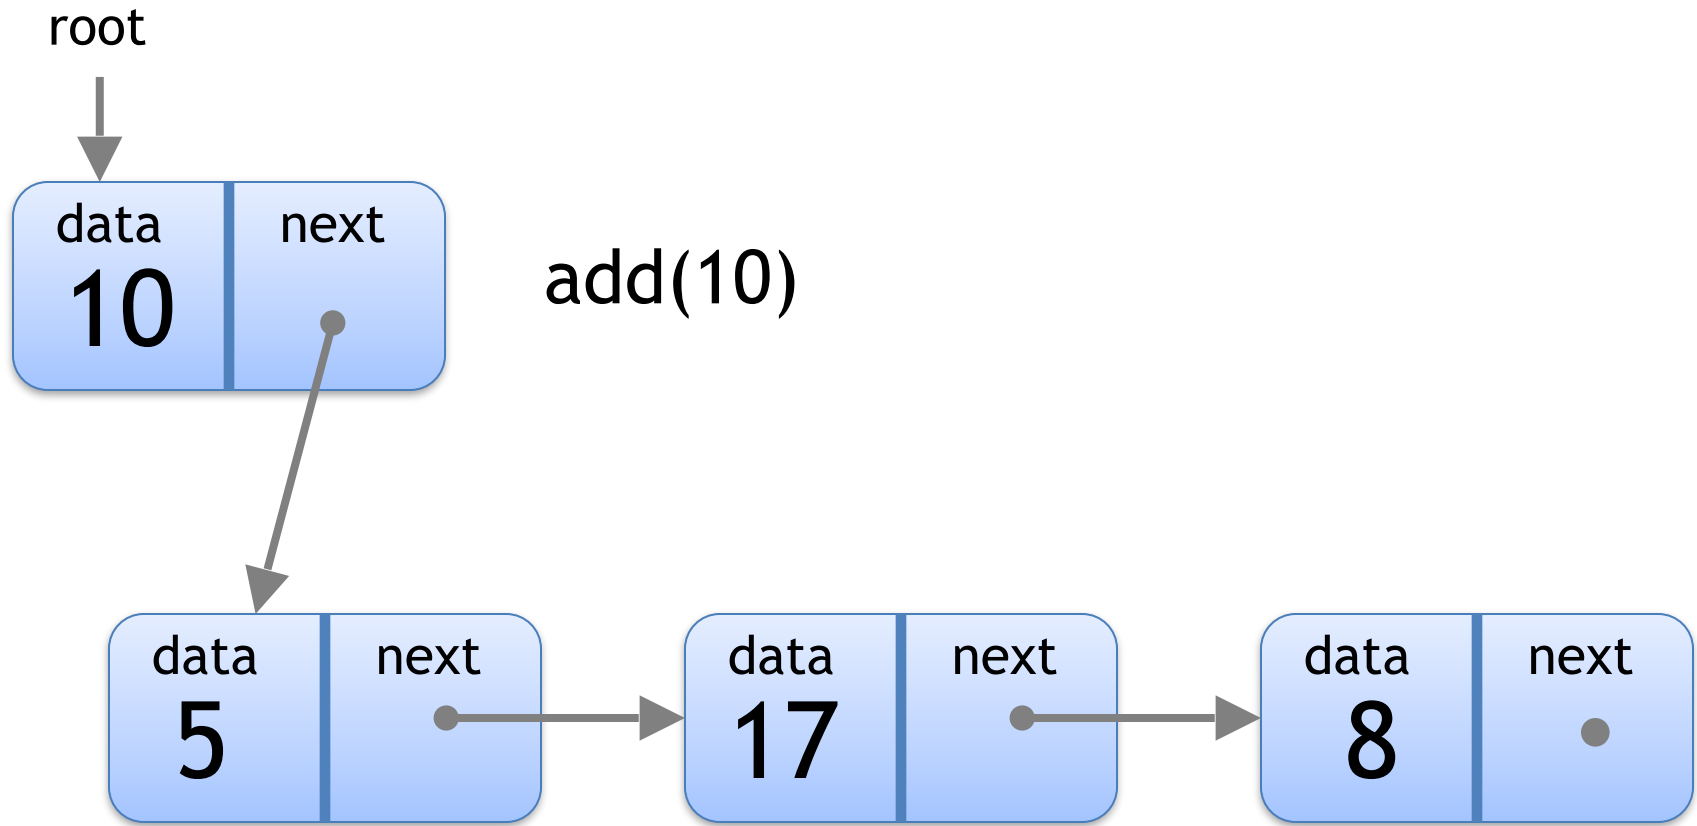 root
data next
10
add(10)
data next data next data next
5 17 8